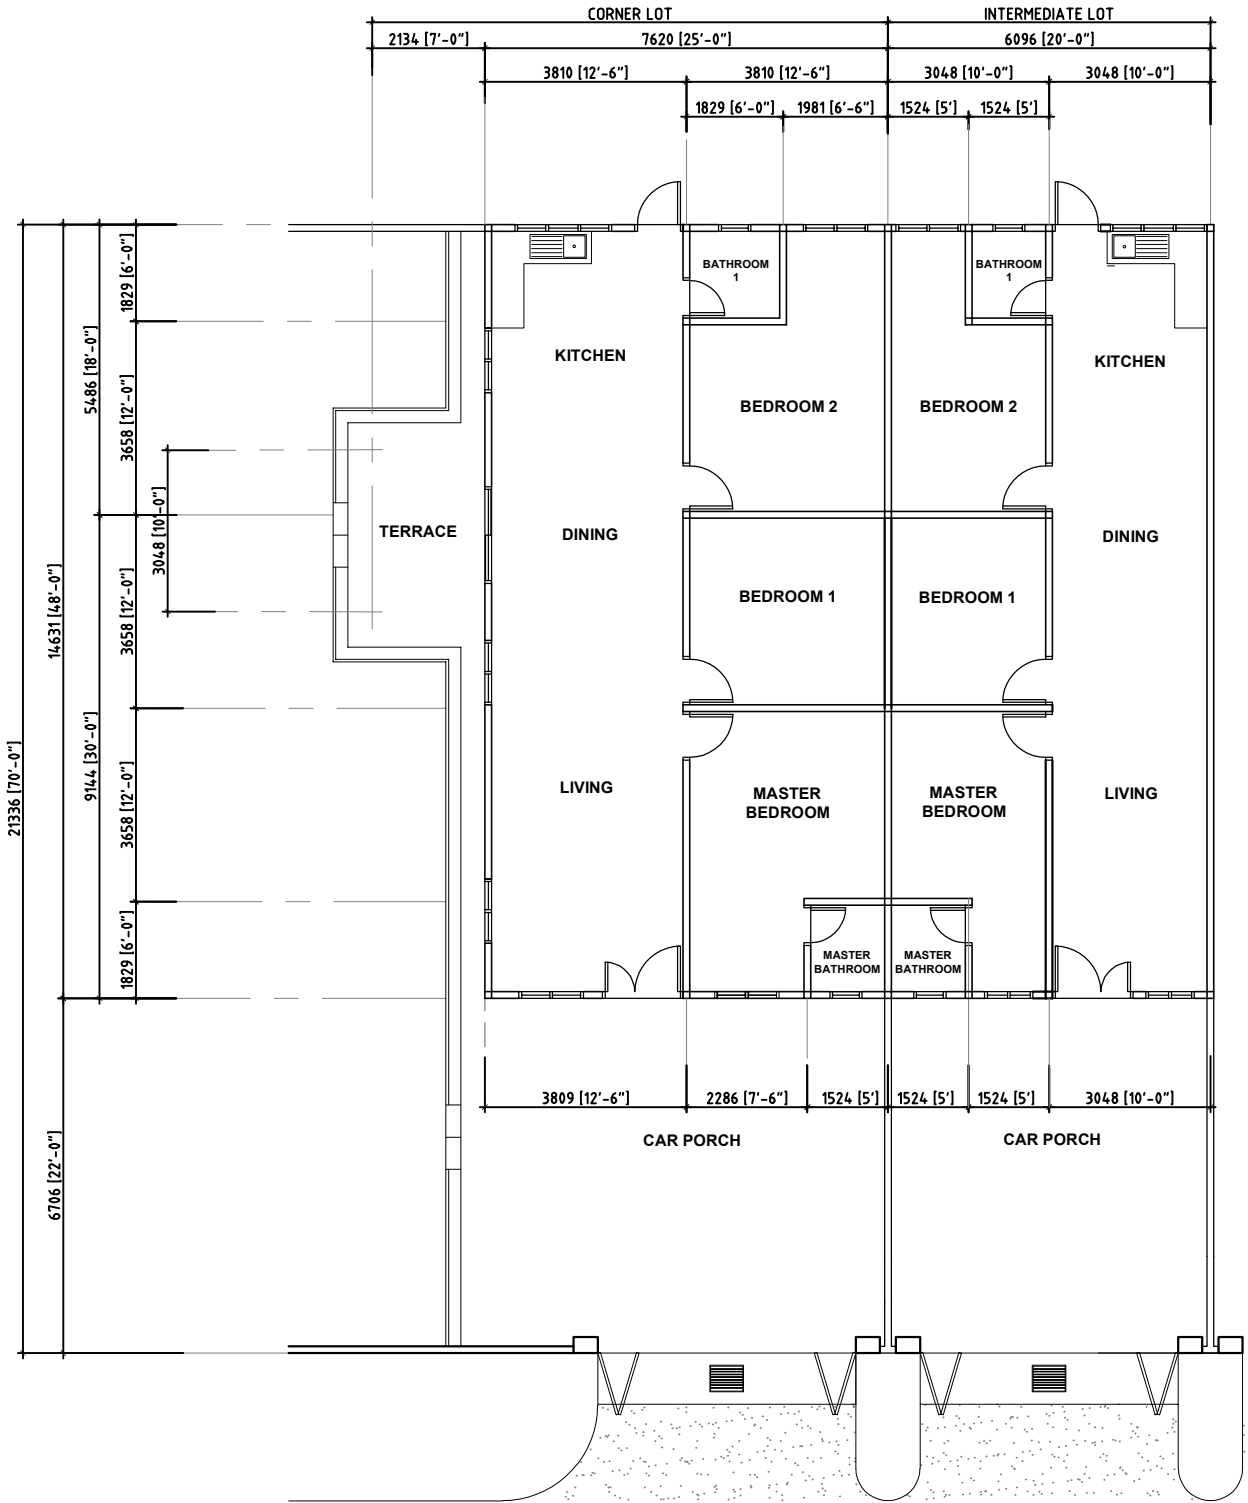 CORNER LOT
INTERMEDIATE LOT
2134 [7'-0"]
7620 [25'-0"]
6096 [20'-0"]
3810 [12'-6"]
3810 [12'-6"]
3048 [10'-0"]
3048 [10'-0"]
1829 [6'-0"]
1981 [6'-6"]
1524 [5']
1524 [5']
BATHROOM
1
BATHROOM
1
1829 [6'-0"]
5486 [18'-0"]
3658 [12'-0"]
KITCHEN
KITCHEN
BEDROOM 2
BEDROOM 2
3048 [10'-0"]
TERRACE
DINING
DINING
14631 [48'-0"]
3658 [12'-0"]
BEDROOM 1
BEDROOM 1
21336 [70'-0"]
9144 [30'-0"]
3658 [12'-0"]
LIVING
MASTER
BEDROOM
MASTER
BEDROOM
LIVING
1829 [6'-0"]
MASTER
BATHROOM
MASTER
BATHROOM
3809 [12'-6"]
2286 [7'-6"]
1524 [5']
1524 [5']
1524 [5']
3048 [10'-0"]
6706 [22'-0"]
CAR PORCH
CAR PORCH